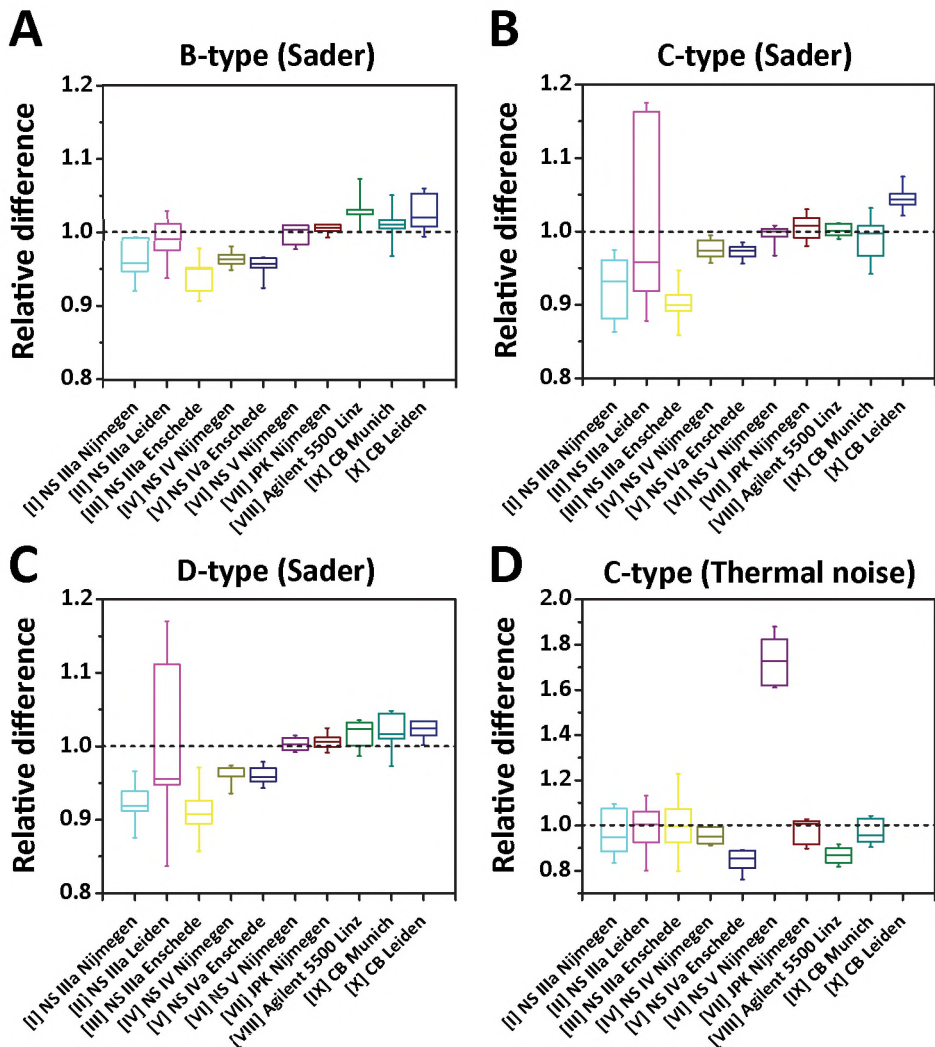 A
B-type (Sader)
Relative difference
1.2
1.1
1.0
0.9
0.8
[I] NS IIIa Nijmegen
[II] NS IIIa Leiden
[III] NS IIIa Enschede
[IV] NS IV Nijmegen
[V] NS IVa Enschede
[VI] NS V Nijmegen
[VII] JPK Nijmegen
[VIII] Agilent 5500 Linz
[IX] CB Munich
[X] CB Leiden
B
C-type (Sader)
Relative difference
1.2
1.1
1.0
0.9
0.8
[I] NS IIIa Nijmegen
[II] NS IIIa Leiden
[III] NS IIIa Enschede
[IV] NS IV Nijmegen
[V] NS IVa Enschede
[VI] NS V Nijmegen
[VII] JPK Nijmegen
[VIII] Agilent 5500 Linz
[IX] CB Munich
[X] CB Leiden
C
D-type (Sader)
Relative difference
1.2
1.1
1.0
0.9
0.8
[I] NS IIIa Nijmegen
[II] NS IIIa Leiden
[III] NS IIIa Enschede
[IV] NS IV Nijmegen
[V] NS IVa Enschede
[VI] NS V Nijmegen
[VII] JPK Nijmegen
[VIII] Agilent 5500 Linz
[IX] CB Munich
[X] CB Leiden
D
C-type (Thermal noise)
Relative difference
2.0
1.8
1.6
1.4
1.2
1.0
0.8
[I] NS IIIa Nijmegen
[II] NS IIIa Leiden
[III] NS IIIa Enschede
[IV] NS IV Nijmegen
[V] NS IVa Enschede
[VI] NS V Nijmegen
[VII] JPK Nijmegen
[VIII] Agilent 5500 Linz
[IX] CB Munich
[X] CB Leiden